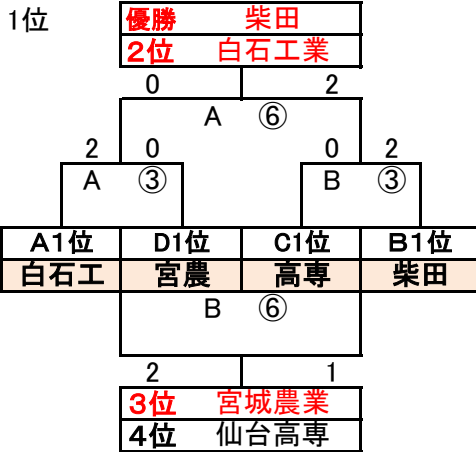 1位
優勝 柴田
2位 白石工業
0 2
A ⑥
2 0 0 2
A ③ B ③
A1位 D1位 C1位 B1位
白石工 宮農 高専 柴田
B ⑥
2 1
3位 宮城農業
4位 仙台高専